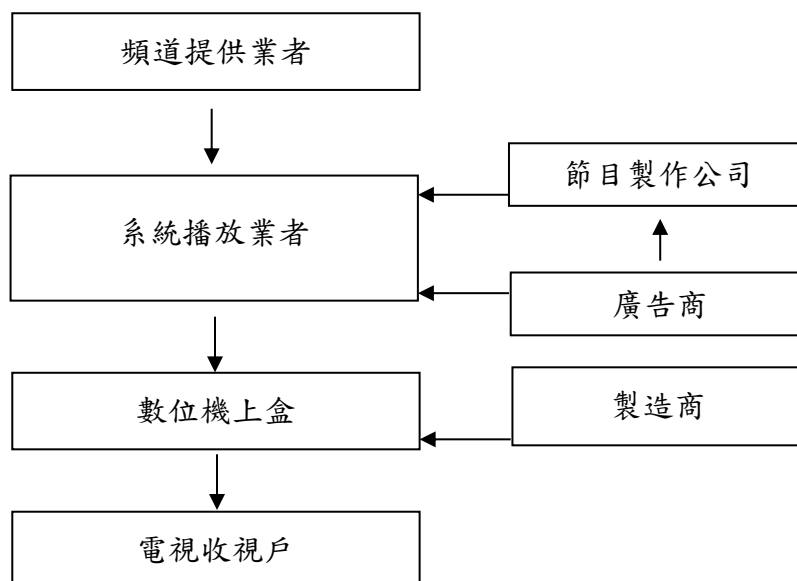 頻道提供業者
節目製作公司
系統播放業者
廣告商
數位機上盒
製造商
電視收視戶